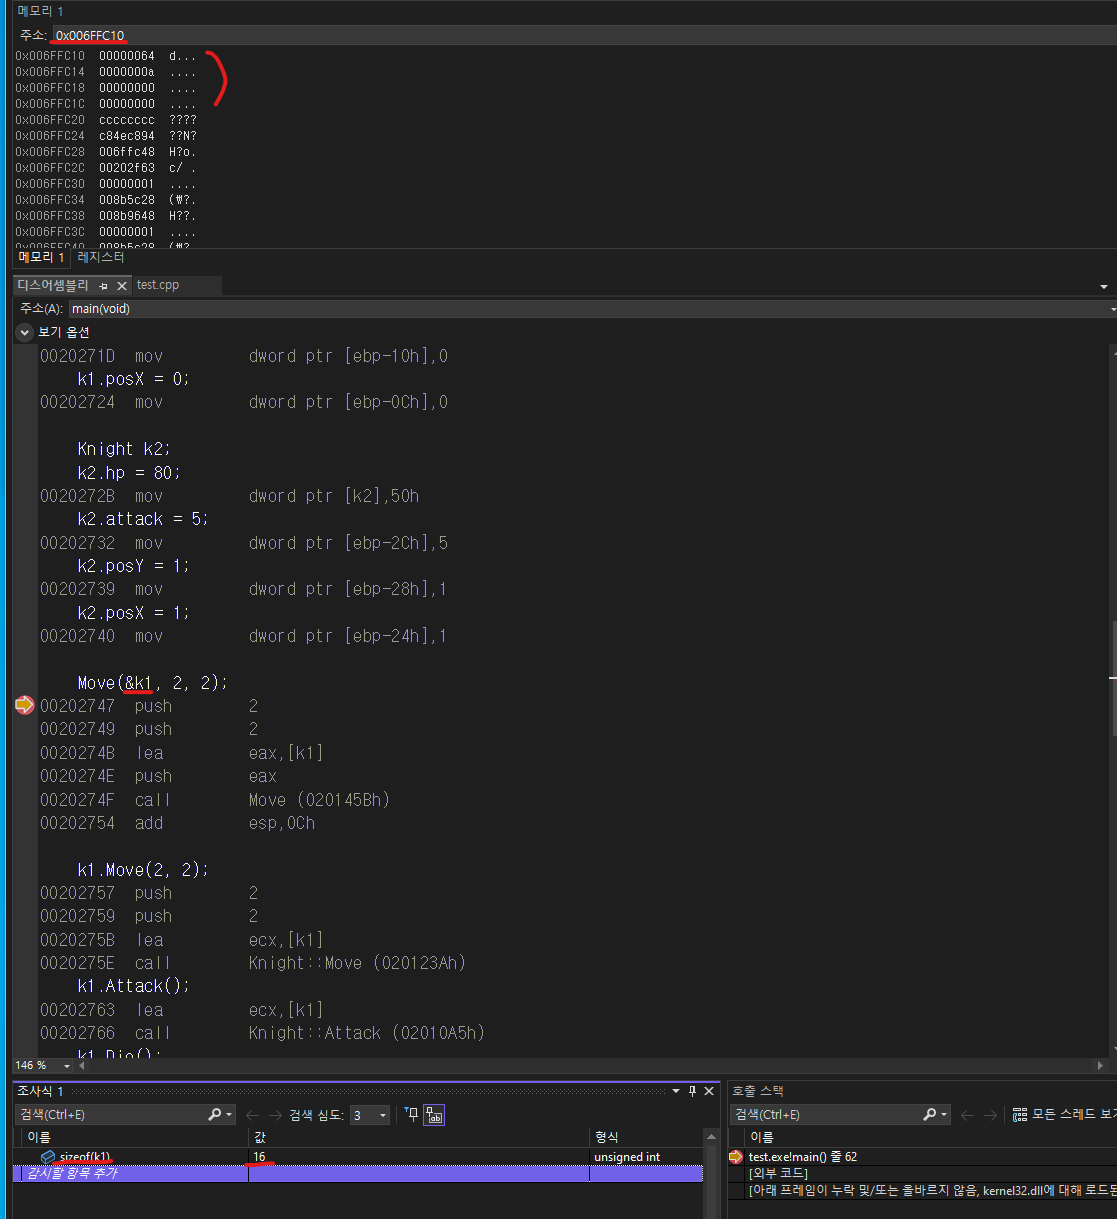 메모리 1
주소: 0x006FFC10
0x006FFC10 00000064 d...
0x006FFC14 0000000a ....
0x006FFC18 00000000 ....
0x006FFC1C 00000000 ....
0x006FFC20 cccccccc ????
0x006FFC24 c84ec894 ??N?
0x006FFC28 006ffc48 H?o.
0x006FFC2C 00202f63 c/ .
0x006FFC30 00000001 ....
0x006FFC34 008b5c28 (₩?.
0x006FFC38 008b9648 H??.
0x006FFC3C 00000001 ....
0x006FFC40 008b5c28 (₩?.
메모리 1 레지스터
디스어셈블리 test.cpp
주소(A): main(void)
보기 옵션
0020271D mov dword ptr [ebp-10h],0
k1.posX = 0;
00202724 mov dword ptr [ebp-0Ch],0
Knight k2;
k2.hp = 80;
0020272B mov dword ptr [k2],50h
k2.attack = 5;
00202732 mov dword ptr [ebp-2Ch],5
k2.posY = 1;
00202739 mov dword ptr [ebp-28h],1
k2.posX = 1;
00202740 mov dword ptr [ebp-24h],1
Move(&k1, 2, 2);
00202747 push 2
00202749 push 2
0020274B lea eax,[k1]
0020274E push eax
0020274F call Move (020145Bh)
00202754 add esp,0Ch
k1.Move(2, 2);
00202757 push 2
00202759 push 2
0020275B lea ecx,[k1]
0020275E call Knight::Move (020123Ah)
k1.Attack();
00202763 lea ecx,[k1]
00202766 call Knight::Attack (02010A5h)
k1.Die();
146 %
조사식 1
검색(Ctrl+E) 검색 심도: 3
이름 값 형식
sizeof(k1) 16 unsigned int
감시할 항목 추가
호출 스택
검색(Ctrl+E) 모든 스레드 보기
이름
test.exe!main() 줄 62
[외부 코드]
[아래 프레임이 누락 및/또는 올바르지 않음, kernel32.dll에 대해 로드된